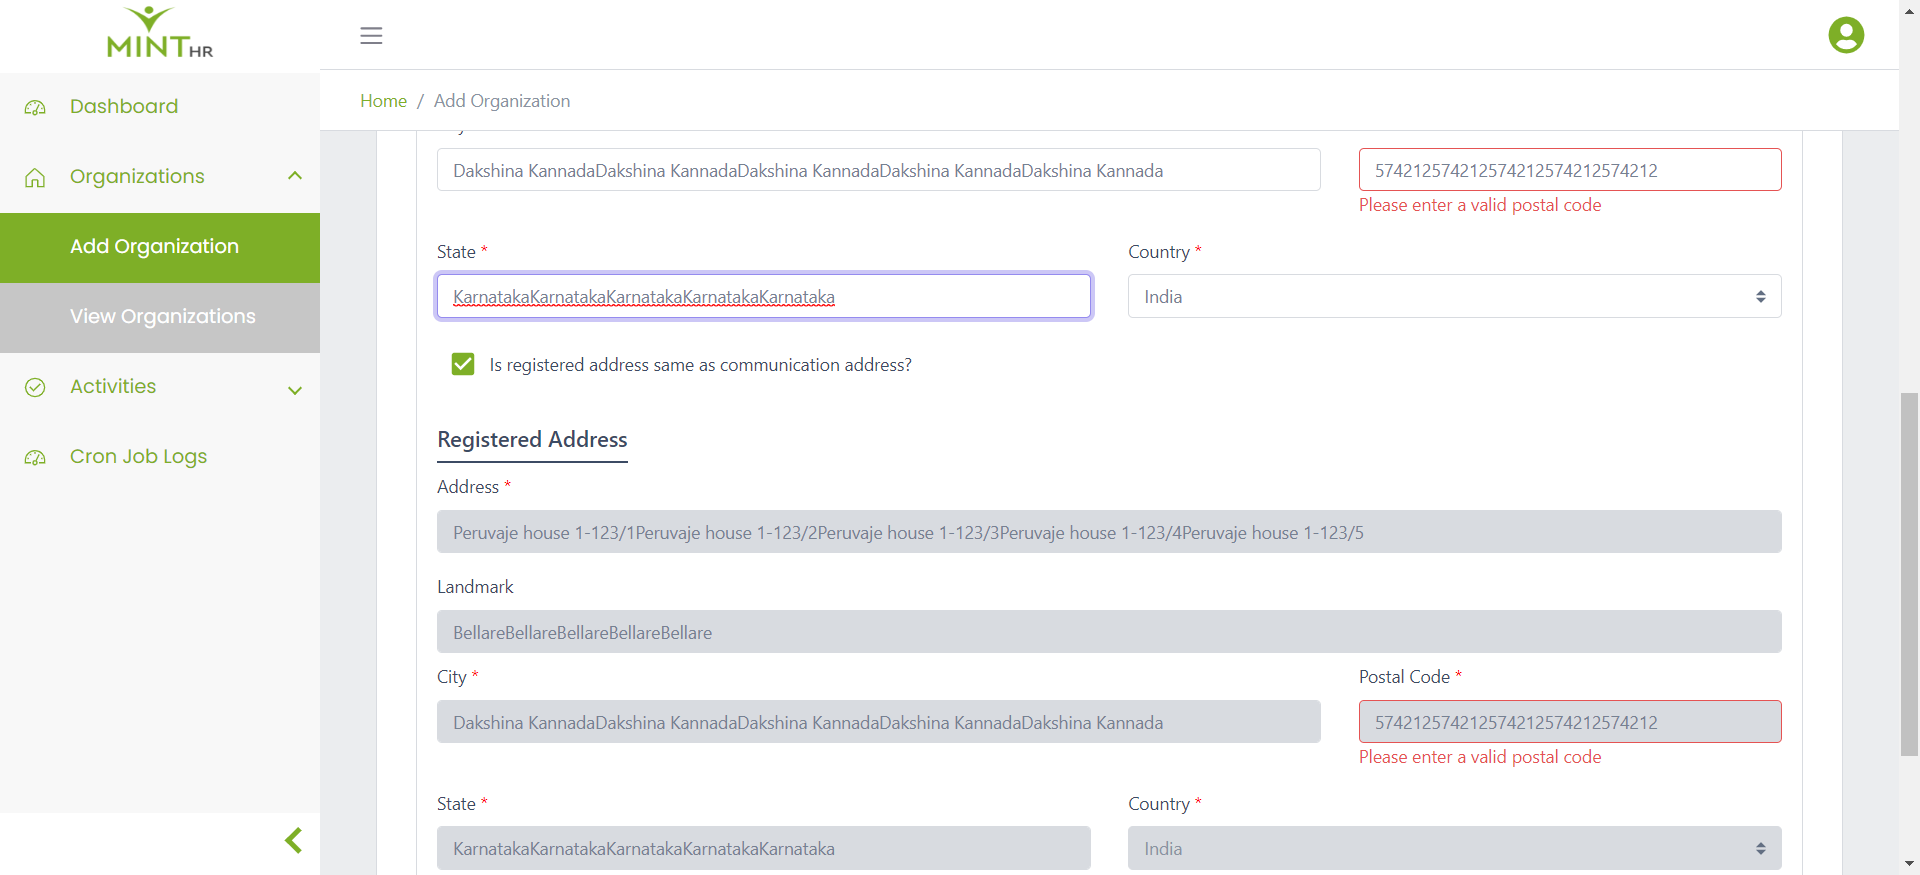 MINT HR
Dashboard
Organizations
Add Organization
View Organizations
Activities
Cron Job Logs
Home / Add Organization
Dakshina KannadaDakshina KannadaDakshina KannadaDakshina KannadaDakshina Kannada
574212574212574212574212574212
Please enter a valid postal code
State *
Country *
KarnatakaKarnatakaKarnatakaKarnatakaKarnataka
India
Is registered address same as communication address?
Registered Address
Address *
Peruvaje house 1-123/1Peruvaje house 1-123/2Peruvaje house 1-123/3Peruvaje house 1-123/4Peruvaje house 1-123/5
Landmark
BellareBellareBellareBellareBellare
City *
Postal Code *
Dakshina KannadaDakshina KannadaDakshina KannadaDakshina KannadaDakshina Kannada
574212574212574212574212574212
Please enter a valid postal code
State *
Country *
KarnatakaKarnatakaKarnatakaKarnatakaKarnataka
India